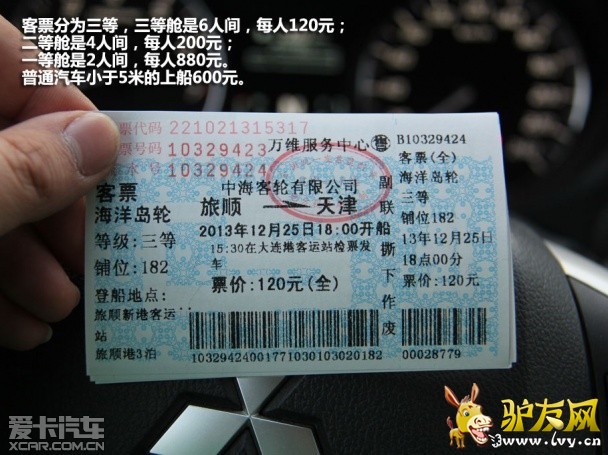 客票分为三等，三等舱是6人间，每人120元；
二等舱是4人间，每人200元；
一等舱是2人间，每人880元。
普通汽车小于5米的上船600元。
票代码 221021315317
票号码 10329423
水号 10329424
万维服务中心 售
客票
中海客轮有限公司
海洋岛轮
旅顺 天津
等级:三等
2013年12月25日18:00开船
铺位:182
15:30在大连港客运站检票发车
票价:120元(全)
登船地点:
旅顺新港客运站
旅顺港3泊
1032942400177103010302018​2
副联撕下作废
B10329424
客票(全)
海洋岛轮
三等
铺位182
13年12月25日
18点00分
票价:120元
00028779
爱卡汽车
XCAR.COM.CN
驴友网
www.lvy.cn